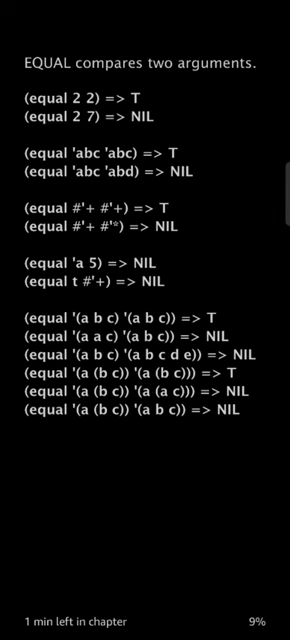 EQUAL compares two arguments.
(equal 2 2) => T
(equal 2 7) => NIL
(equal 'abc 'abc) => T
(equal 'abc 'abd) => NIL
(equal #'+ #'+) => T
(equal #'+ #'*) => NIL
(equal 'a 5) => NIL
(equal t #'+) => NIL
(equal '(a b c) '(a b c)) => T
(equal '(a a c) '(a b c)) => NIL
(equal '(a b c) '(a b c d e)) => NIL
(equal '(a (b c)) '(a (b c))) => T
(equal '(a (b c)) '(a (a c))) => NIL
(equal '(a (b c)) '(a b c)) => NIL
1 min left in chapter 9%